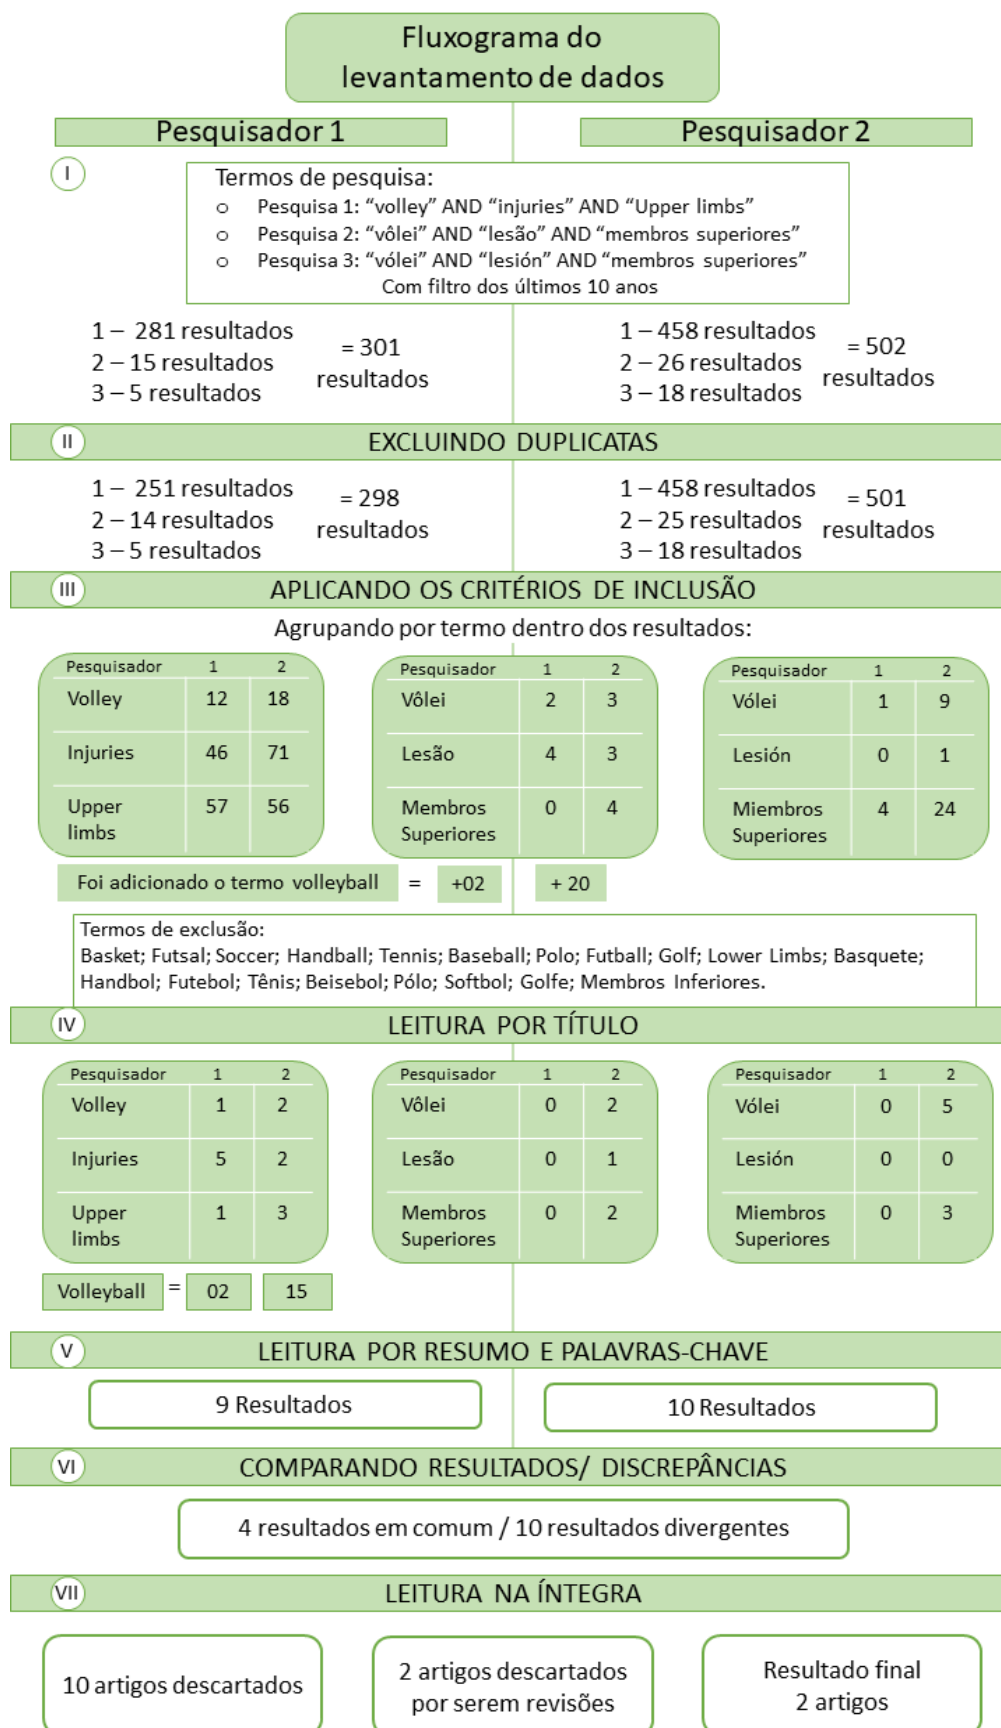 Fluxograma do
levantamento de dados
Pesquisador 1
Pesquisador 2
I
Termos de pesquisa:
o Pesquisa 1: “volley” AND “injuries” AND “Upper limbs”
o Pesquisa 2: “vôlei” AND “lesão” AND “membros superiores”
o Pesquisa 3: “vólei” AND “lesión” AND “membros superiores”
Com filtro dos últimos 10 anos
1 – 281 resultados
2 – 15 resultados
3 – 5 resultados
= 301
resultados
1 – 458 resultados
2 – 26 resultados
3 – 18 resultados
= 502
resultados
II EXCLUINDO DUPLICATAS
1 – 251 resultados
2 – 14 resultados
3 – 5 resultados
= 298
resultados
1 – 458 resultados
2 – 25 resultados
3 – 18 resultados
= 501
resultados
III APLICANDO OS CRITÉRIOS DE INCLUSÃO
Agrupando por termo dentro dos resultados:
Pesquisador 1 2
Volley 12 18
Injuries 46 71
Upper 57 56
limbs
Pesquisador 1 2
Vôlei 2 3
Lesão 4 3
Membros 0 4
Superiores
Pesquisador 1 2
Vólei 1 9
Lesión 0 1
Miembros 4 24
Superiores
Foi adicionado o termo volleyball = +02 + 20
Termos de exclusão:
Basket; Futsal; Soccer; Handball; Tennis; Baseball; Polo; Futball; Golf; Lower Limbs; Basquete;
Handbol; Futebol; Tênis; Beisebol; Pólo; Softbol; Golfe; Membros Inferiores.
IV LEITURA POR TÍTULO
Pesquisador 1 2
Volley 1 2
Injuries 5 2
Upper 1 3
limbs
Pesquisador 1 2
Vôlei 0 2
Lesão 0 1
Membros 0 2
Superiores
Pesquisador 1 2
Vólei 0 5
Lesión 0 0
Miembros 0 3
Superiores
Volleyball = 02 15
V LEITURA POR RESUMO E PALAVRAS-CHAVE
9 Resultados
10 Resultados
VI COMPARANDO RESULTADOS/ DISCREPÂNCIAS
4 resultados em comum / 10 resultados divergentes
VII LEITURA NA ÍNTEGRA
10 artigos descartados
2 artigos descartados
por serem revisões
Resultado final
2 artigos